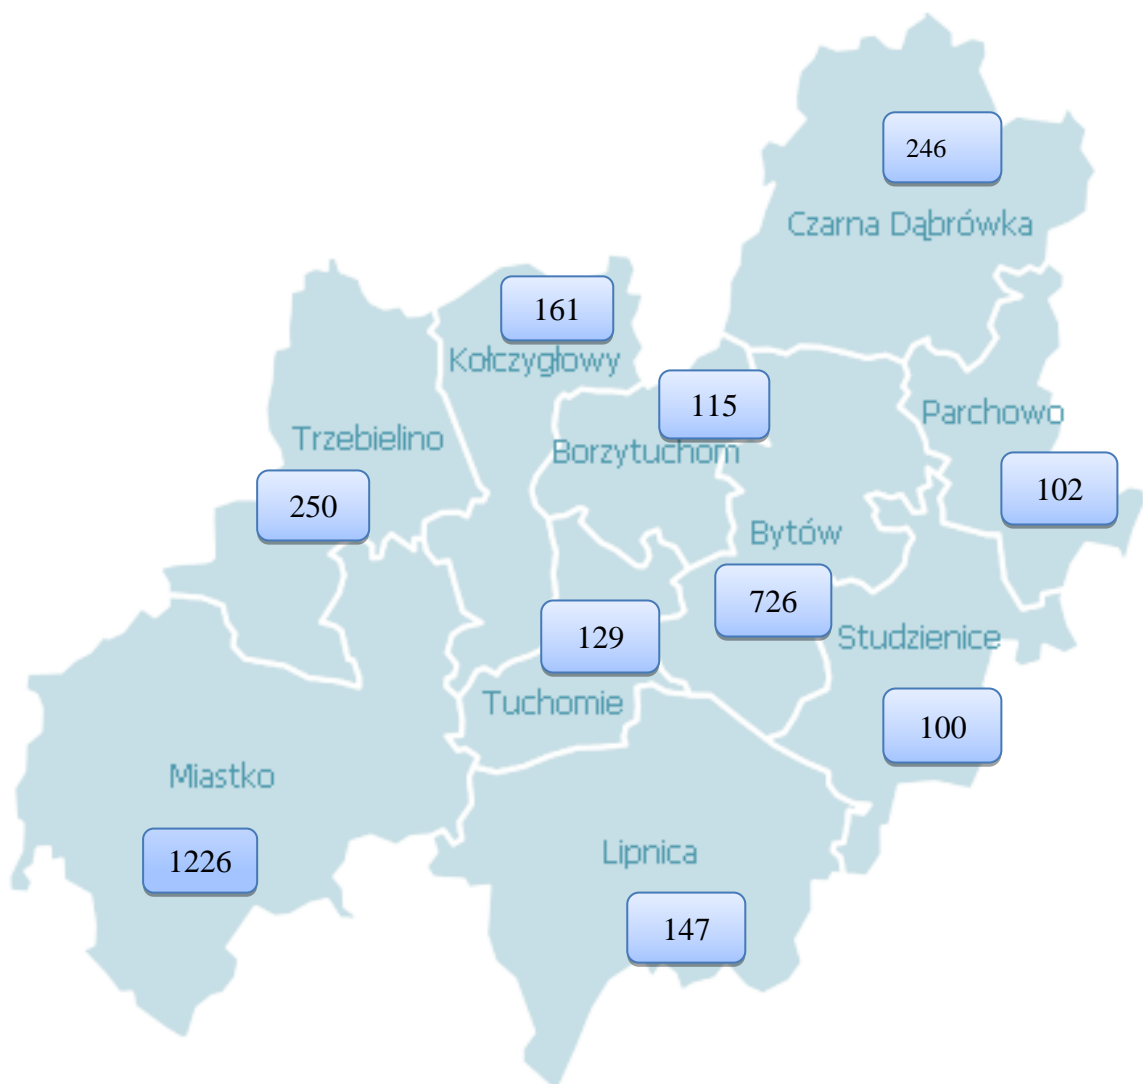 246
Czarna Dąbrówka
161
Kołczygłowy
115
Borzytuchom
Parchowo
102
Trzebielino
250
Bytów
726
129
Tuchomie
Studzienice
100
Miastko
1226
Lipnica
147